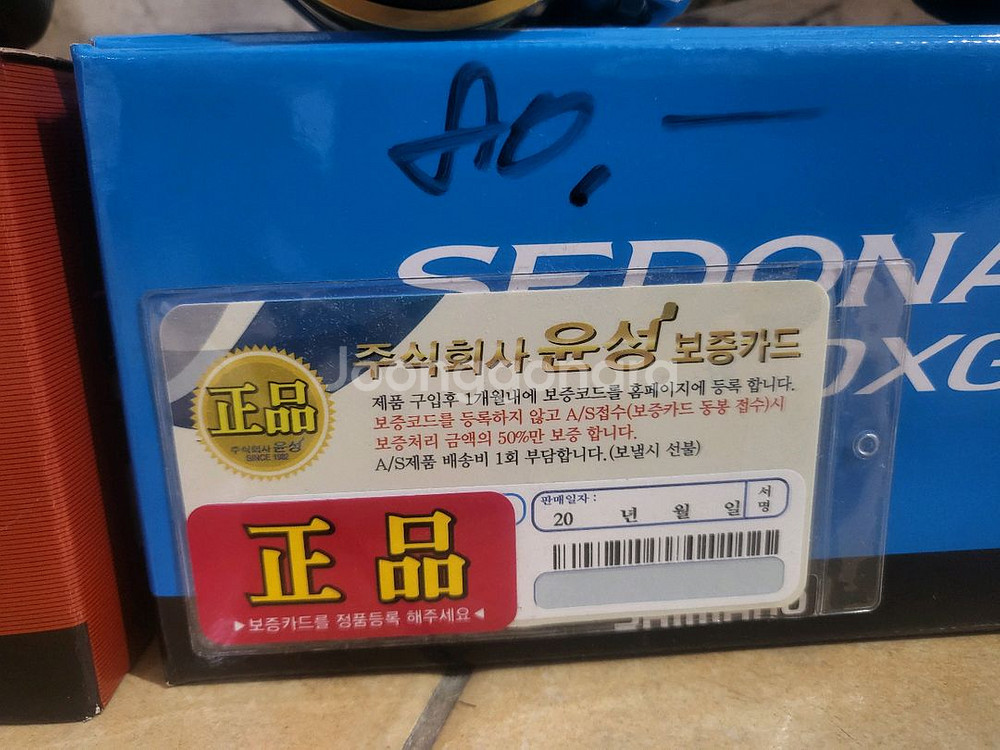 SEDONA
XG
주식회사 윤성 보증카드
제품 구입후 1개월내에 보증코드를 홈페이지에 등록 합니다.
보증코드를 등록하지 않고 A/S접수(보증카드 동봉 접수)시
보증처리 금액의 50%만 보증 합니다.
A/S제품 배송비 1회 부담합니다.(보낼시 선불)
正品
주식회사 윤성
SINCE 1982
판매일자 :
20 년 월 일
서명
正品
▶보증카드를 정품등록 해주세요◀
SHIMANO
Joongdonara